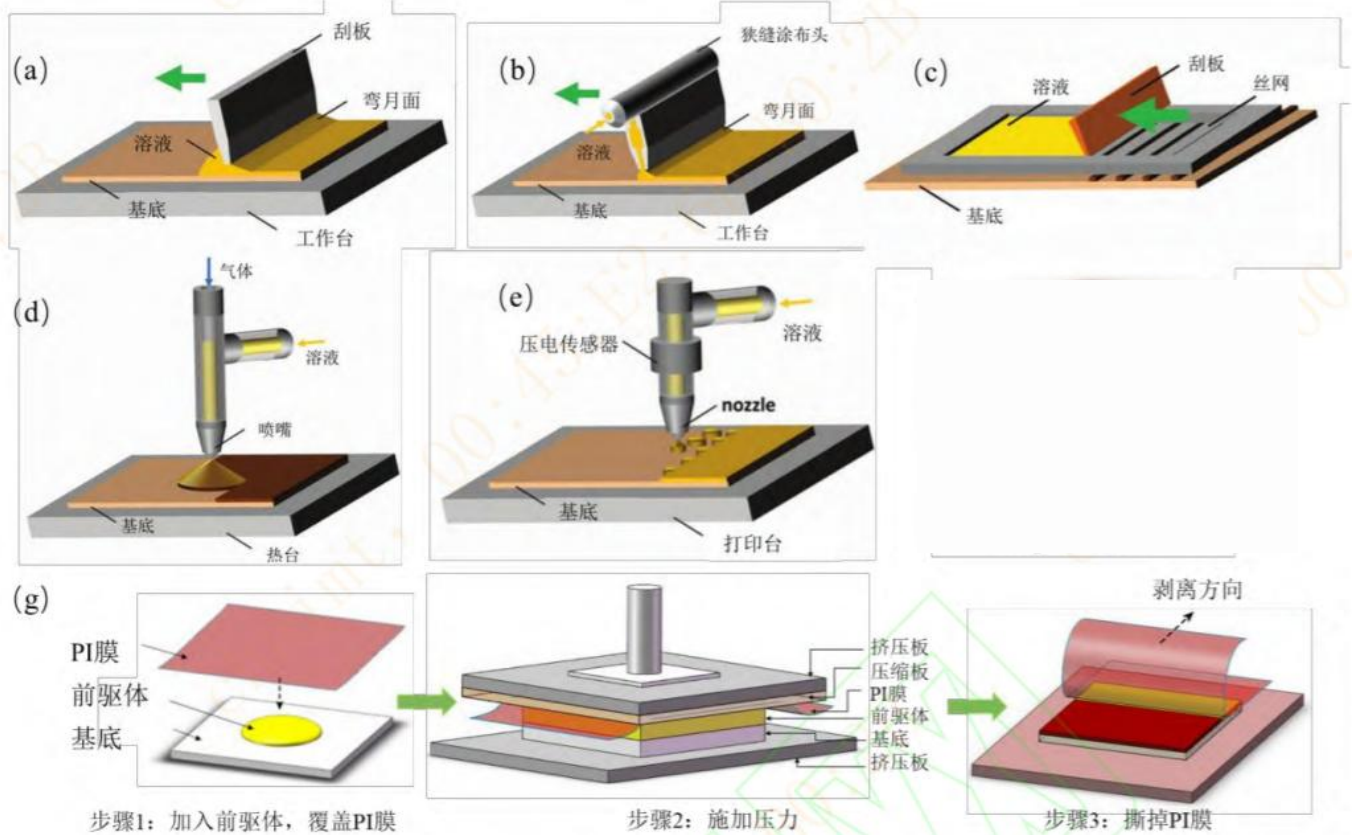 (a)
刮板
弯月面
溶液
基底
工作台
(b)
狭缝涂布头
弯月面
溶液
基底
工作台
(c)
溶液
刮板
丝网
基底
(d)
气体
溶液
喷嘴
基底
热台
(e)
压电传感器
溶液
nozzle
基底
打印台
(g)
PI膜
前驱体
基底
步骤1：加入前驱体，覆盖PI膜
挤压板
压缩板
PI膜
前驱体
基底
挤压板
步骤2：施加压力
剥离方向
步骤3：撕掉PI膜